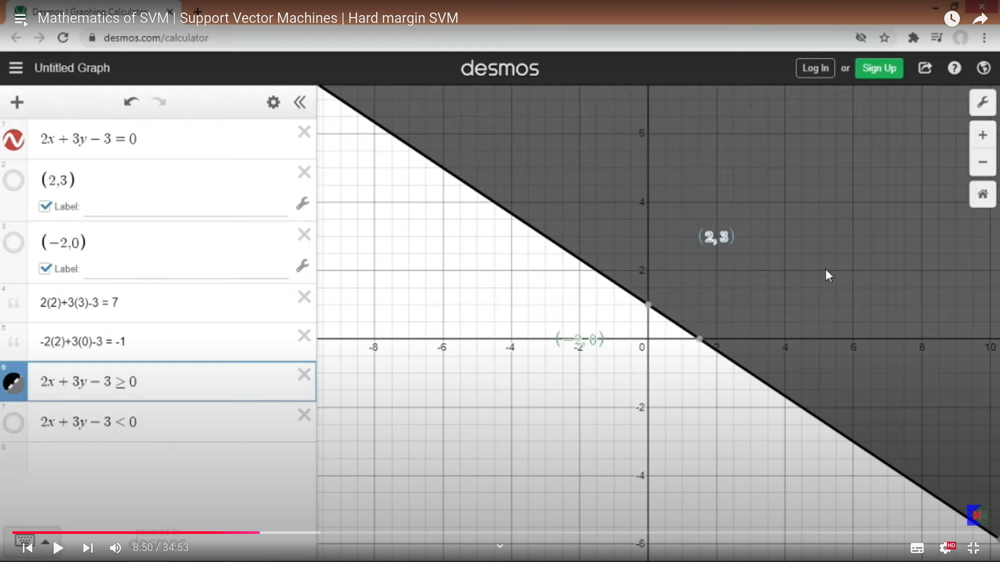 Desmos | Graphing Calculator
Mathematics of SVM | Support Vector Machines | Hard margin SVM
desmos.com/calculator
Untitled Graph
desmos
Log In or Sign Up
1
2x + 3y − 3 = 0
2
(2,3)
Label:
3
(−2,0)
Label:
4
2(2)+3(3)-3 = 7
5
-2(2)+3(0)-3 = -1
6
2x + 3y − 3 ≥ 0
7
2x + 3y − 3 < 0
8
6
4
(2, 3)
2
(−2, 0)
-8 -6 -4 -2 0 2 4 6 8 10
-2
-4
-6
powered by
desmos
8:50 / 34:53
HD